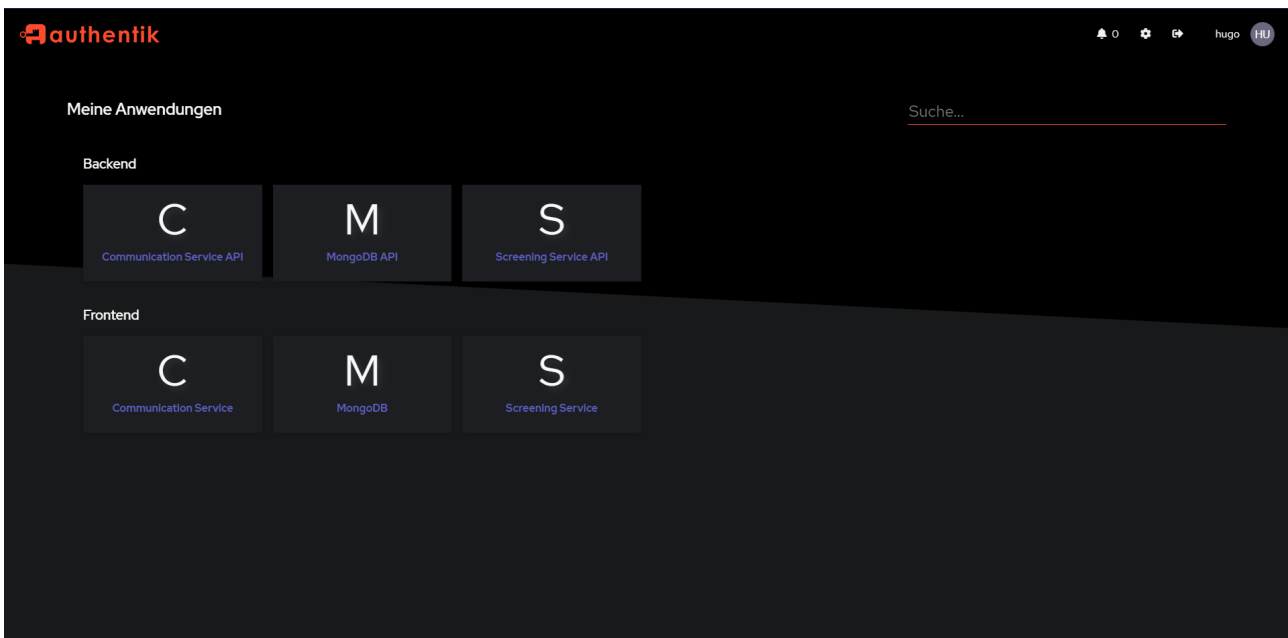 authentik
0
hugo HU
Meine Anwendungen
Suche...
Backend
C M S
Communication Service API MongoDB API Screening Service API
Frontend
C M S
Communication Service MongoDB Screening Service